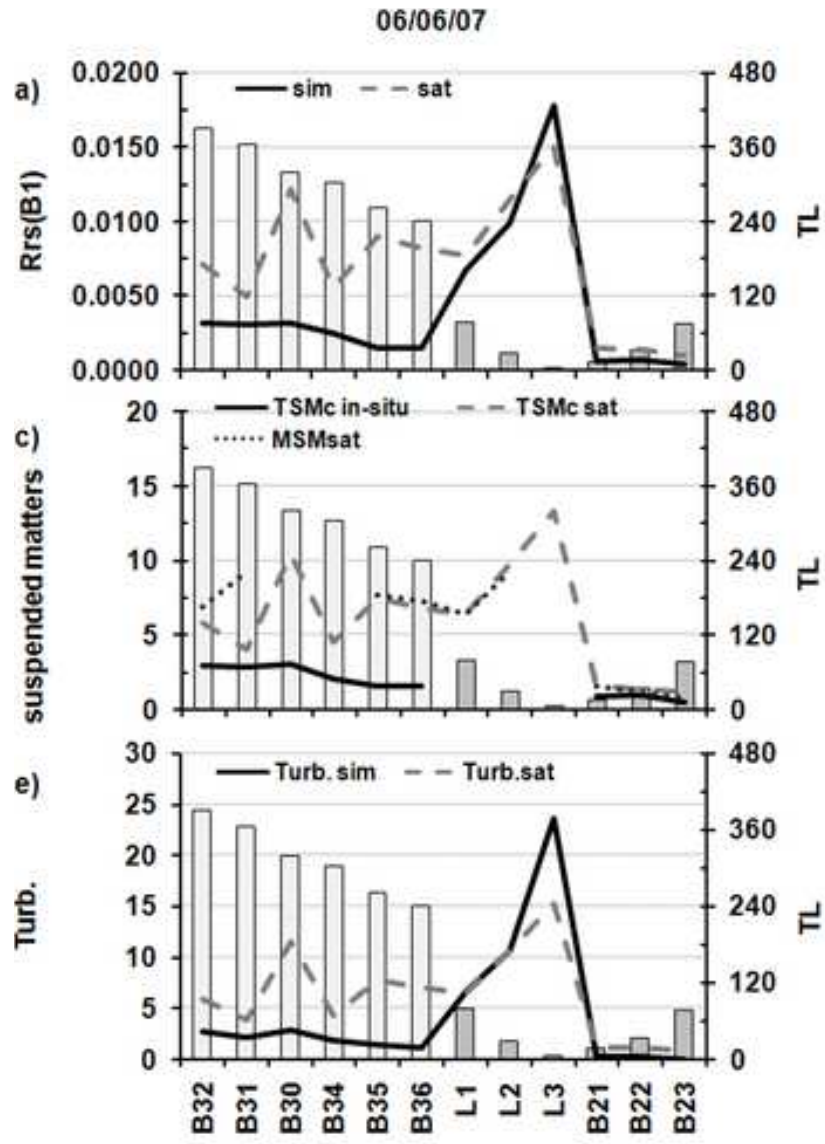 06/06/07
a)
sim sat
0.0200
0.0150
0.0100
0.0050
0.0000
Rrs(B1)
480
360
240
120
0
TL
c)
TSMc in-situ TSMc sat
MSMsat
20
15
10
5
0
suspended matters
480
360
240
120
0
TL
e)
Turb. sim Turb.sat
30
25
20
15
10
5
0
Turb.
480
360
240
120
0
TL
B32 B31 B30 B34 B35 B36 L1 L2 L3 B21 B22 B23